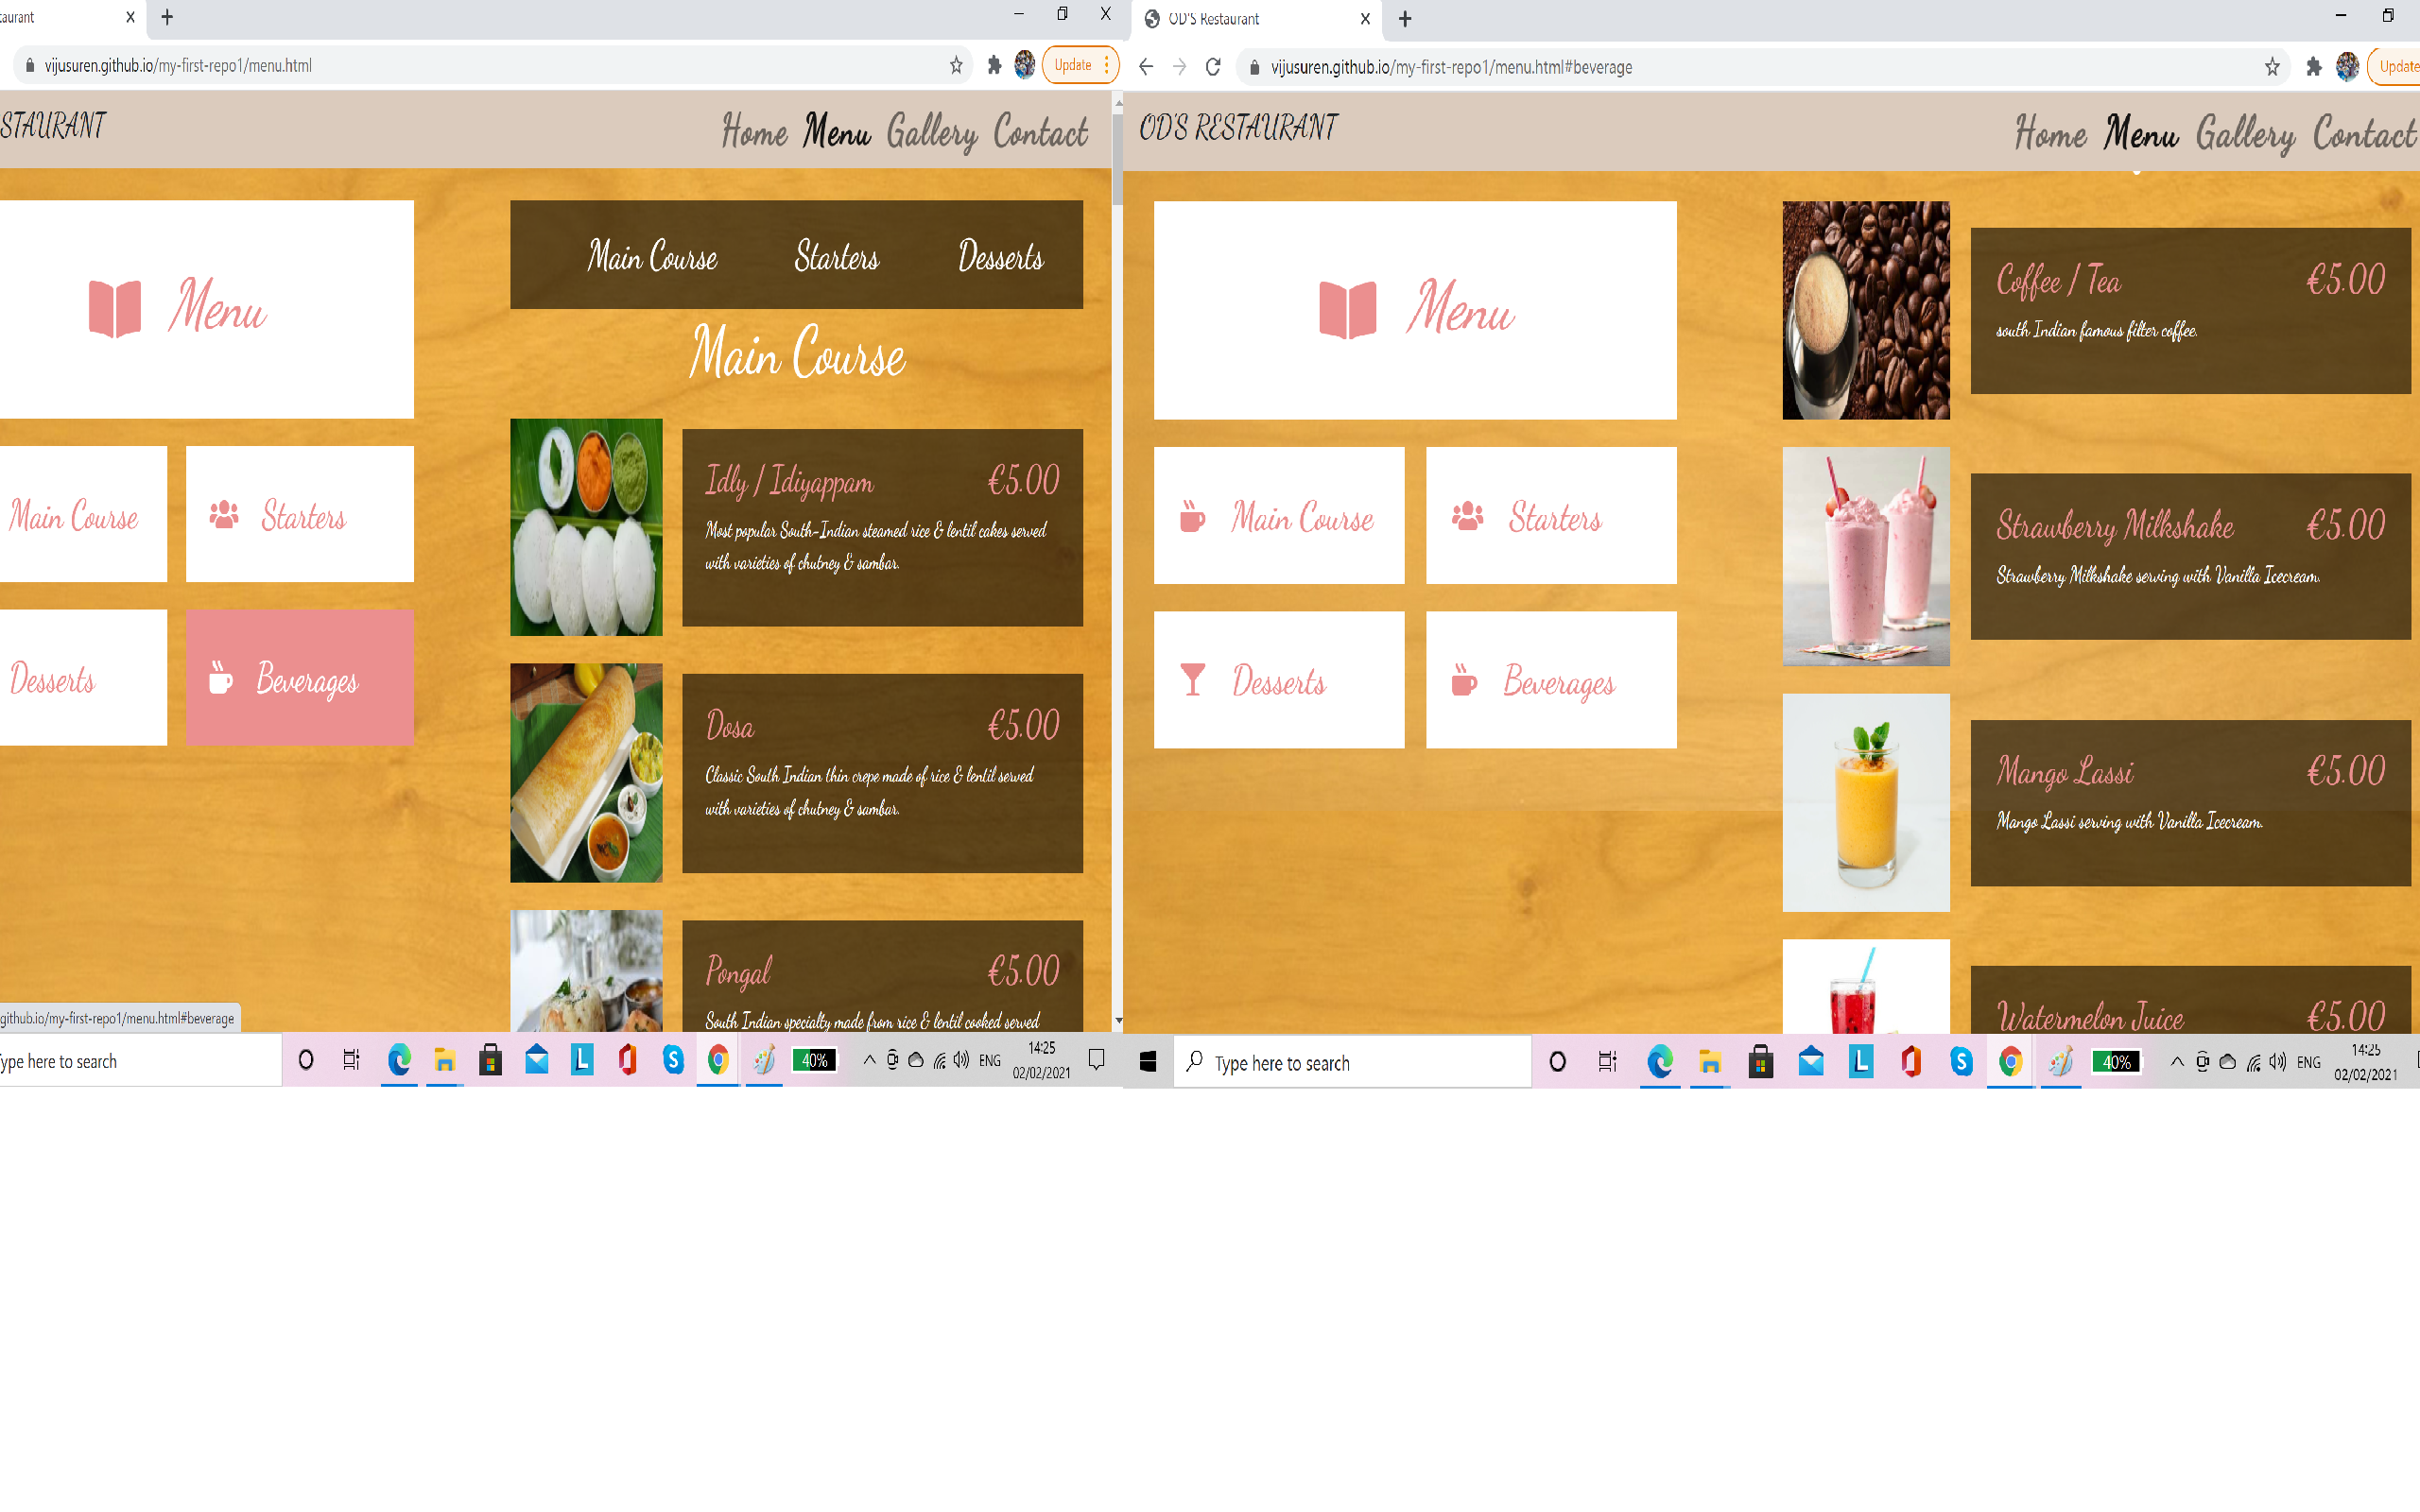 staurant
vijusuren.github.io/my-first-repo1/menu.html
Update
STAURANT
Home Menu Gallery Contact
Menu
Main Course
Starters
Desserts
Beverages
Main Course Starters Desserts
Main Course
Idly / Idiyappam €5.00
Most popular South-Indian steamed rice & lentil cakes served
with varieties of chutney & sambar.
Dosa €5.00
Classic South Indian thin crepe made of rice & lentil served
with varieties of chutney & sambar.
Pongal €5.00
South Indian specialty made from rice & lentil cooked served
github.io/my-first-repo1/menu.html#beverage
Type here to search
40%
ENG
14:25
02/02/2021
OD'S Restaurant
vijusuren.github.io/my-first-repo1/menu.html#beverage
Update
OD'S RESTAURANT
Home Menu Gallery Contact
Menu
Main Course
Starters
Desserts
Beverages
Coffee / Tea €5.00
south Indian famous filter coffee.
Strawberry Milkshake €5.00
Strawberry Milkshake serving with Vanilla Icecream.
Mango Lassi €5.00
Mango Lassi serving with Vanilla Icecream.
Watermelon Juice €5.00
Type here to search
40%
ENG
14:25
02/02/2021